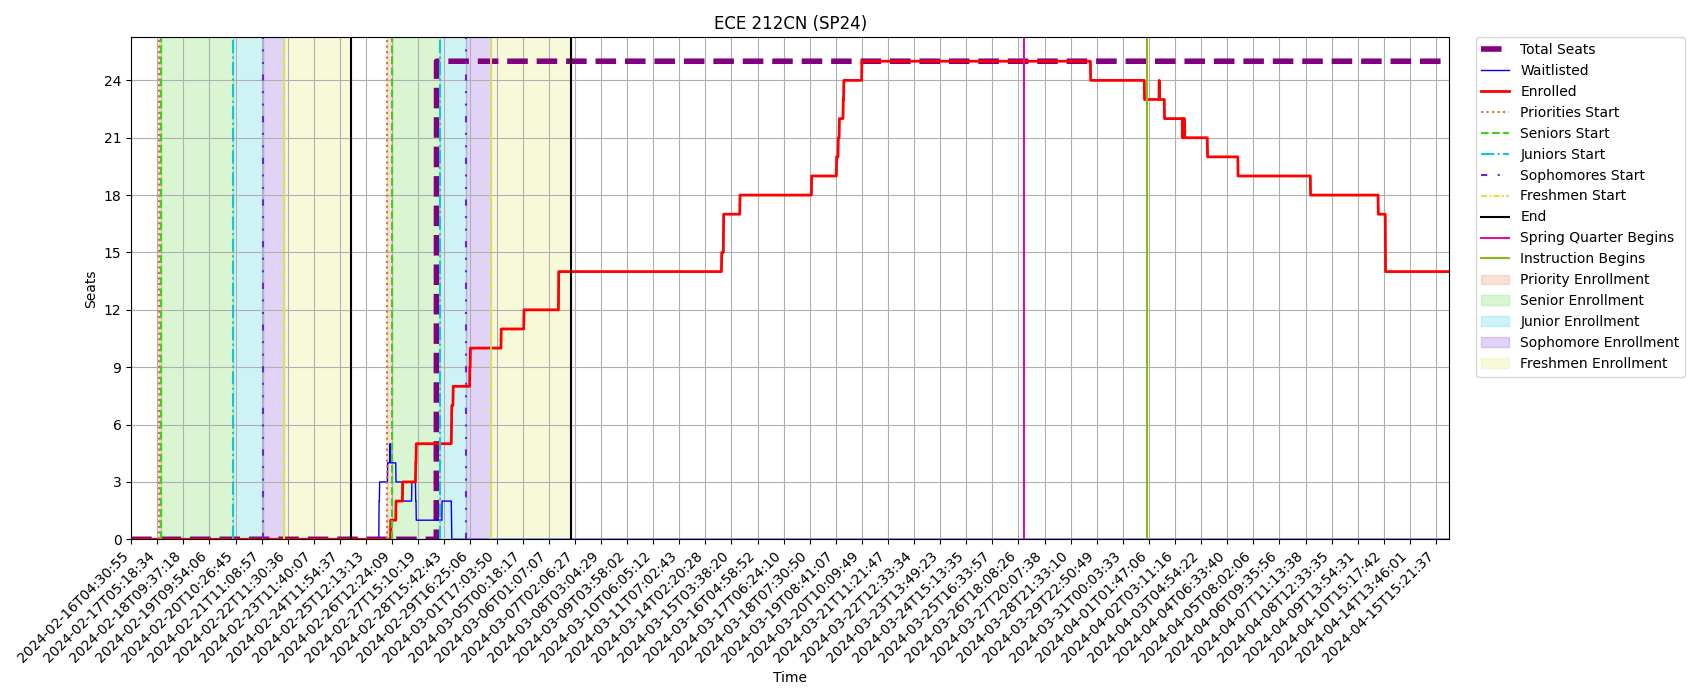 ECE 212CN (SP24)
Seats
24
21
18
15
12
9
6
3
0
2024-02-16T04:30:55
2024-02-17T05:18:34
2024-02-18T09:37:18
2024-02-19T09:54:06
2024-02-20T10:26:45
2024-02-21T11:08:57
2024-02-22T11:30:36
2024-02-23T11:40:07
2024-02-24T11:54:37
2024-02-25T12:13:13
2024-02-26T12:24:09
2024-02-27T15:10:19
2024-02-28T15:42:43
2024-02-29T16:25:06
2024-03-01T17:03:50
2024-03-05T00:18:17
2024-03-06T01:07:07
2024-03-07T02:06:27
2024-03-08T03:04:29
2024-03-09T03:58:02
2024-03-10T06:05:12
2024-03-11T07:02:43
2024-03-14T02:20:28
2024-03-15T03:38:20
2024-03-16T04:58:52
2024-03-17T06:24:10
2024-03-18T07:30:50
2024-03-19T08:41:07
2024-03-20T10:09:49
2024-03-21T11:21:47
2024-03-22T12:33:34
2024-03-23T13:49:23
2024-03-24T15:13:35
2024-03-25T16:33:57
2024-03-26T18:08:26
2024-03-27T20:07:38
2024-03-28T21:33:10
2024-03-29T22:50:49
2024-03-31T00:03:33
2024-04-01T01:47:06
2024-04-02T03:11:16
2024-04-03T04:54:22
2024-04-04T06:33:40
2024-04-05T08:02:06
2024-04-06T09:35:56
2024-04-07T11:13:38
2024-04-08T12:33:35
2024-04-09T13:54:31
2024-04-10T15:17:42
2024-04-14T13:46:01
2024-04-15T15:21:37
Time
Total Seats
Waitlisted
Enrolled
Priorities Start
Seniors Start
Juniors Start
Sophomores Start
Freshmen Start
End
Spring Quarter Begins
Instruction Begins
Priority Enrollment
Senior Enrollment
Junior Enrollment
Sophomore Enrollment
Freshmen Enrollment